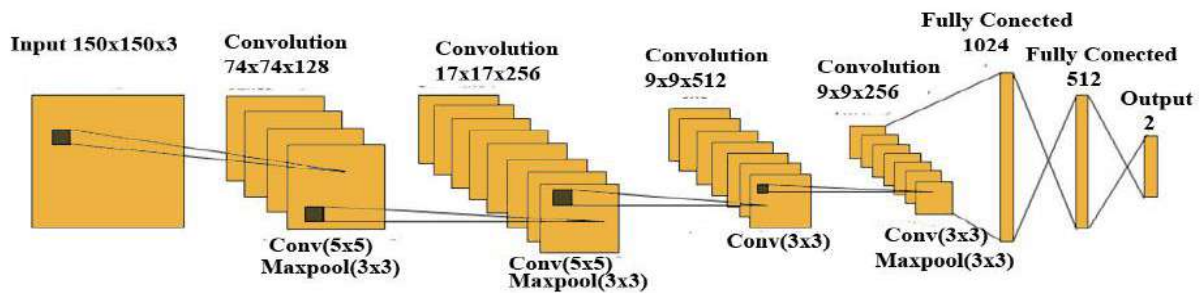 Input 150x150x3
Convolution
74x74x128
Convolution
17x17x256
Convolution
9x9x512
Convolution
9x9x256
Fully Conected
1024
Fully Conected
512
Output
2
Conv(5x5)
Maxpool(3x3)
Conv(5x5)
Maxpool(3x3)
Conv(3x3)
Conv(3x3)
Maxpool(3x3)